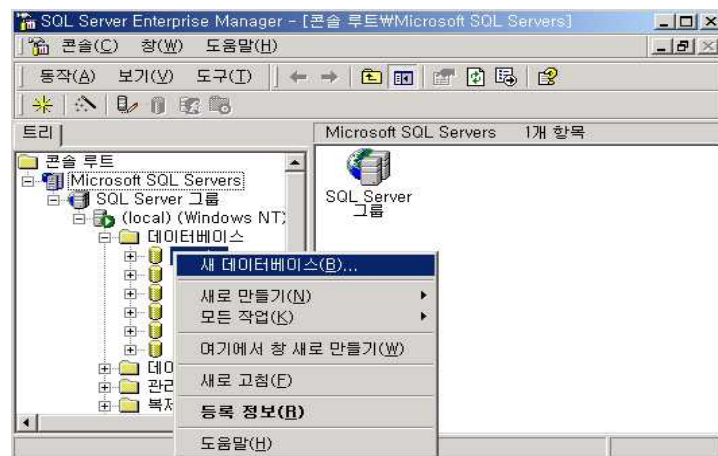 SQL Server Enterprise Manager - [콘솔 루트₩Microsoft SQL Servers]
콘솔(C) 창(W) 도움말(H)
동작(A) 보기(V) 도구(T)
트리
Microsoft SQL Servers 1개 항목
콘솔 루트
Microsoft SQL Servers
SQL Server 그룹
(local) (Windows NT)
데이터베이스
SQL Server
그룹
새 데이터베이스(B)...
새로 만들기(N)
모든 작업(K)
여기에서 창 새로 만들기(W)
새로 고침(F)
등록 정보(R)
도움말(H)
데이
관리